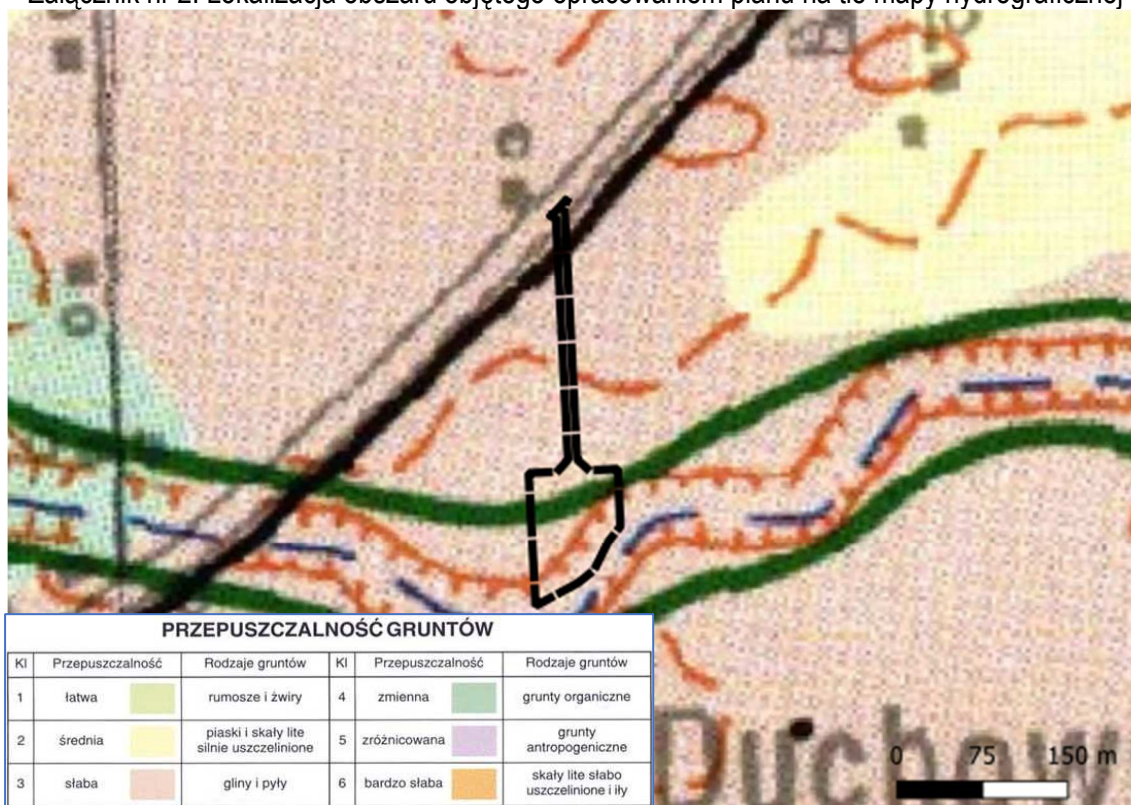 Załącznik nr 2. Lokalizacja obszaru objętego opracowaniem planu na tle mapy hydrograficznej
PRZEPUSZCZALNOŚĆ GRUNTÓW
Kl Przepuszczalność Rodzaje gruntów Kl Przepuszczalność Rodzaje gruntów
1 łatwa rumosze i żwiry 4 zmienna grunty organiczne
2 średnia piaski i skały lite
silnie uszczelinione 5 zróżnicowana grunty
antropogeniczne
3 słaba gliny i pyły 6 bardzo słaba skały lite słabo
uszczelinione i iły
Duchow
0 75 150 m